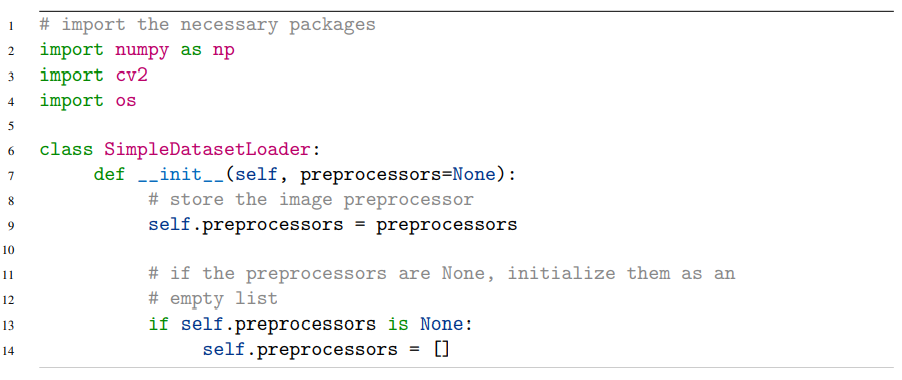 1 # import the necessary packages
2 import numpy as np
3 import cv2
4 import os
5
6 class SimpleDatasetLoader:
7     def __init__(self, preprocessors=None):
8         # store the image preprocessor
9         self.preprocessors = preprocessors
10
11         # if the preprocessors are None, initialize them as an
12         # empty list
13         if self.preprocessors is None:
14             self.preprocessors = []